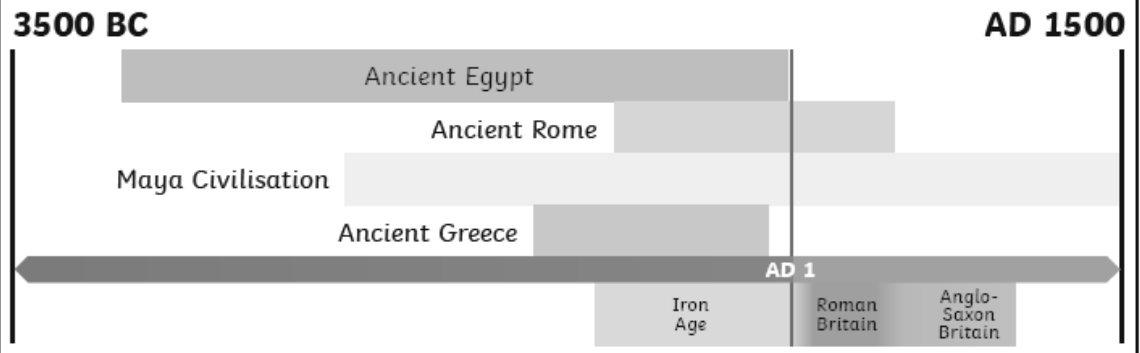 3500 BC
AD 1500
Ancient Egypt
Ancient Rome
Maya Civilisation
Ancient Greece
AD 1
Iron
Age
Roman
Britain
Anglo-
Saxon
Britain